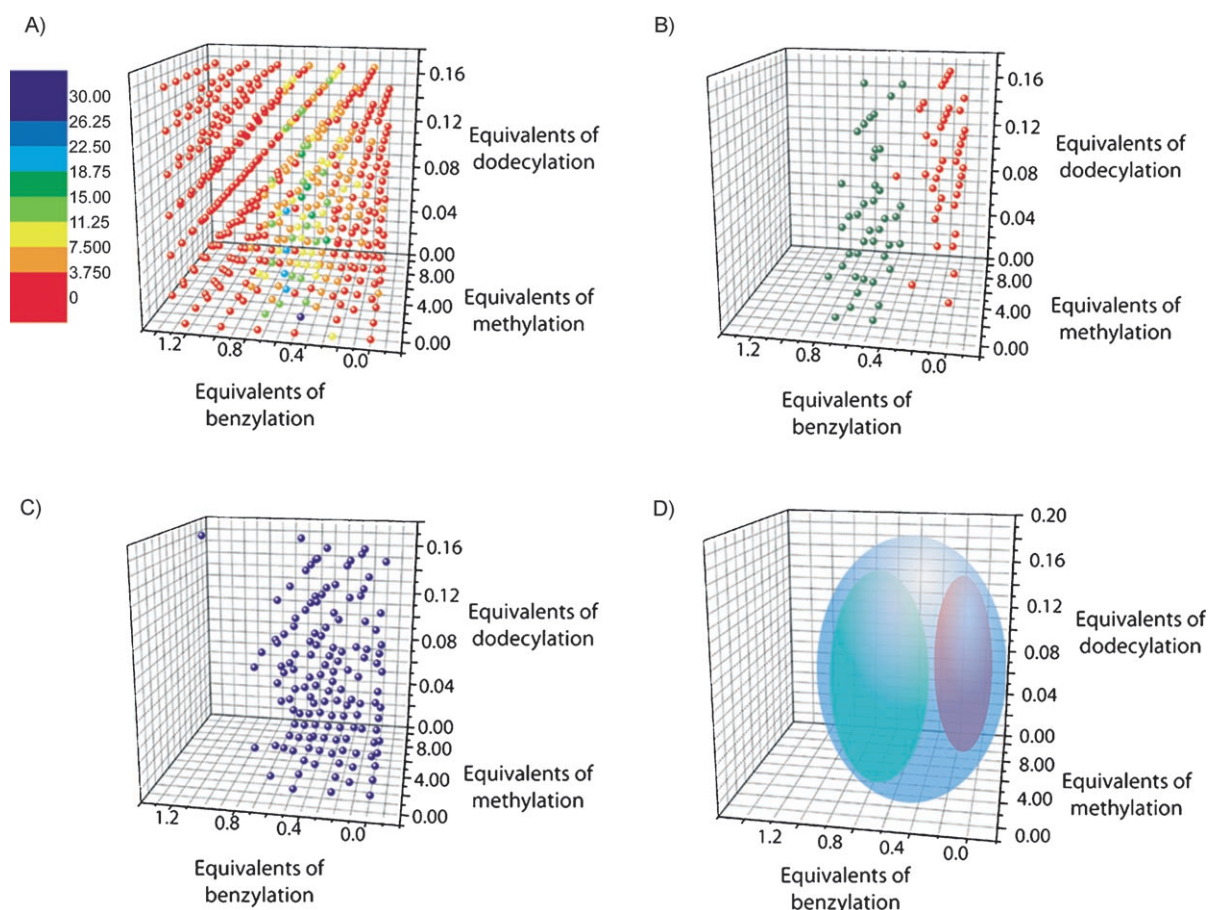 A)
30.00
26.25
22.50
18.75
15.00
11.25
7.500
3.750
0
0.16
0.12
0.08
0.04
0.00
8.00
4.00
0.00
1.2 0.8 0.4 0.0
Equivalents of
dodecylation
Equivalents of
methylation
Equivalents of
benzylation
B)
0.16
0.12
0.08
0.04
0.00
8.00
4.00
0.00
1.2 0.8 0.4 0.0
Equivalents of
dodecylation
Equivalents of
methylation
Equivalents of
benzylation
C)
0.16
0.12
0.08
0.04
0.00
8.00
4.00
0.00
1.2 0.8 0.4 0.0
Equivalents of
dodecylation
Equivalents of
methylation
Equivalents of
benzylation
D)
0.20
0.16
0.12
0.08
0.04
0.00
8.00
4.00
0.00
1.2 0.8 0.4 0.0
Equivalents of
dodecylation
Equivalents of
methylation
Equivalents of
benzylation